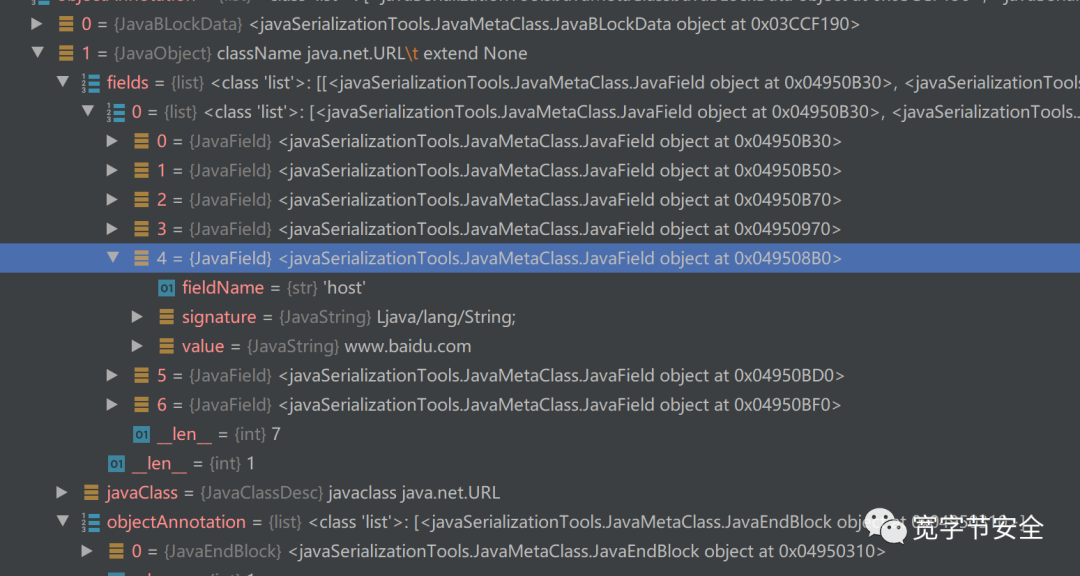 0 = {JavaBLockData} <javaSerializationTools.JavaMetaClass.JavaBLockData object at 0x03CCF190>
1 = {JavaObject} className java.net.URL\t extend None
fields = {list} <class 'list'>: [[<javaSerializationTools.JavaMetaClass.JavaField object at 0x04950B30>, <javaSerializationTools
0 = {list} <class 'list'>: [<javaSerializationTools.JavaMetaClass.JavaField object at 0x04950B30>, <javaSerializationTools.
0 = {JavaField} <javaSerializationTools.JavaMetaClass.JavaField object at 0x04950B30>
1 = {JavaField} <javaSerializationTools.JavaMetaClass.JavaField object at 0x04950B50>
2 = {JavaField} <javaSerializationTools.JavaMetaClass.JavaField object at 0x04950B70>
3 = {JavaField} <javaSerializationTools.JavaMetaClass.JavaField object at 0x04950970>
4 = {JavaField} <javaSerializationTools.JavaMetaClass.JavaField object at 0x049508B0>
01 fieldName = {str} 'host'
signature = {JavaString} Ljava/lang/String;
value = {JavaString} www.baidu.com
5 = {JavaField} <javaSerializationTools.JavaMetaClass.JavaField object at 0x04950BD0>
6 = {JavaField} <javaSerializationTools.JavaMetaClass.JavaField object at 0x04950BF0>
01 __len__ = {int} 7
01 __len__ = {int} 1
javaClass = {JavaClassDesc} javaclass java.net.URL
objectAnnotation = {list} <class 'list'>: [<javaSerializationTools.JavaMetaClass.JavaEndBlock
宽字节安全
0 = {JavaEndBlock} <javaSerializationTools.JavaMetaClass.JavaEndBlock object at 0x04950310>